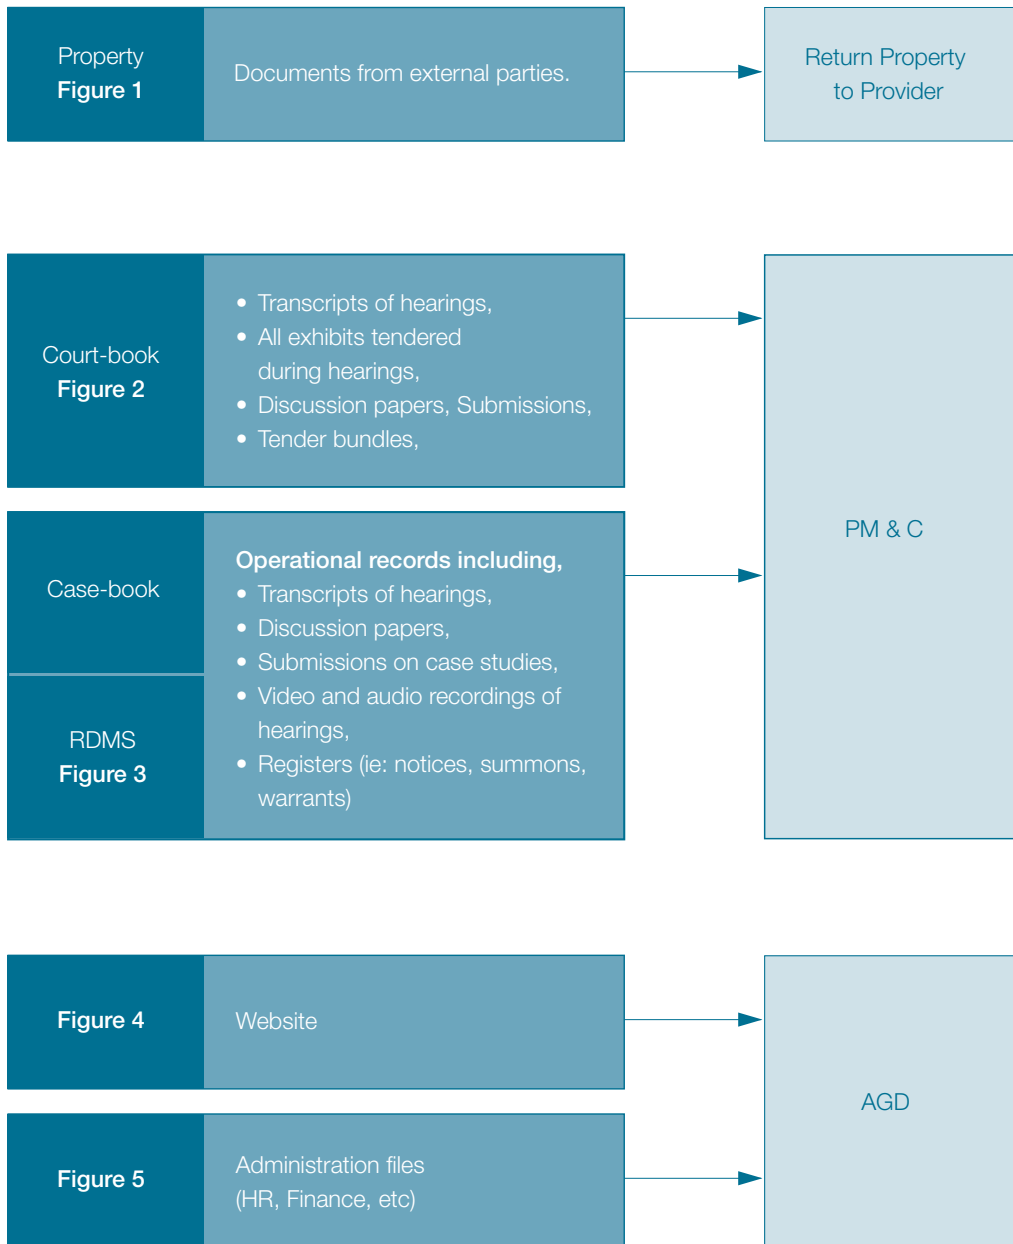 Property
Figure 1
Documents from external parties.
Return Property
to Provider
Court-book
Figure 2
• Transcripts of hearings,
• All exhibits tendered
during hearings,
• Discussion papers, Submissions,
• Tender bundles,
PM & C
Case-book
RDMS
Figure 3
Operational records including,
• Transcripts of hearings,
• Discussion papers,
• Submissions on case studies,
• Video and audio recordings of
hearings,
• Registers (ie: notices, summons,
warrants)
Figure 4
Website
AGD
Figure 5
Administration files
(HR, Finance, etc)